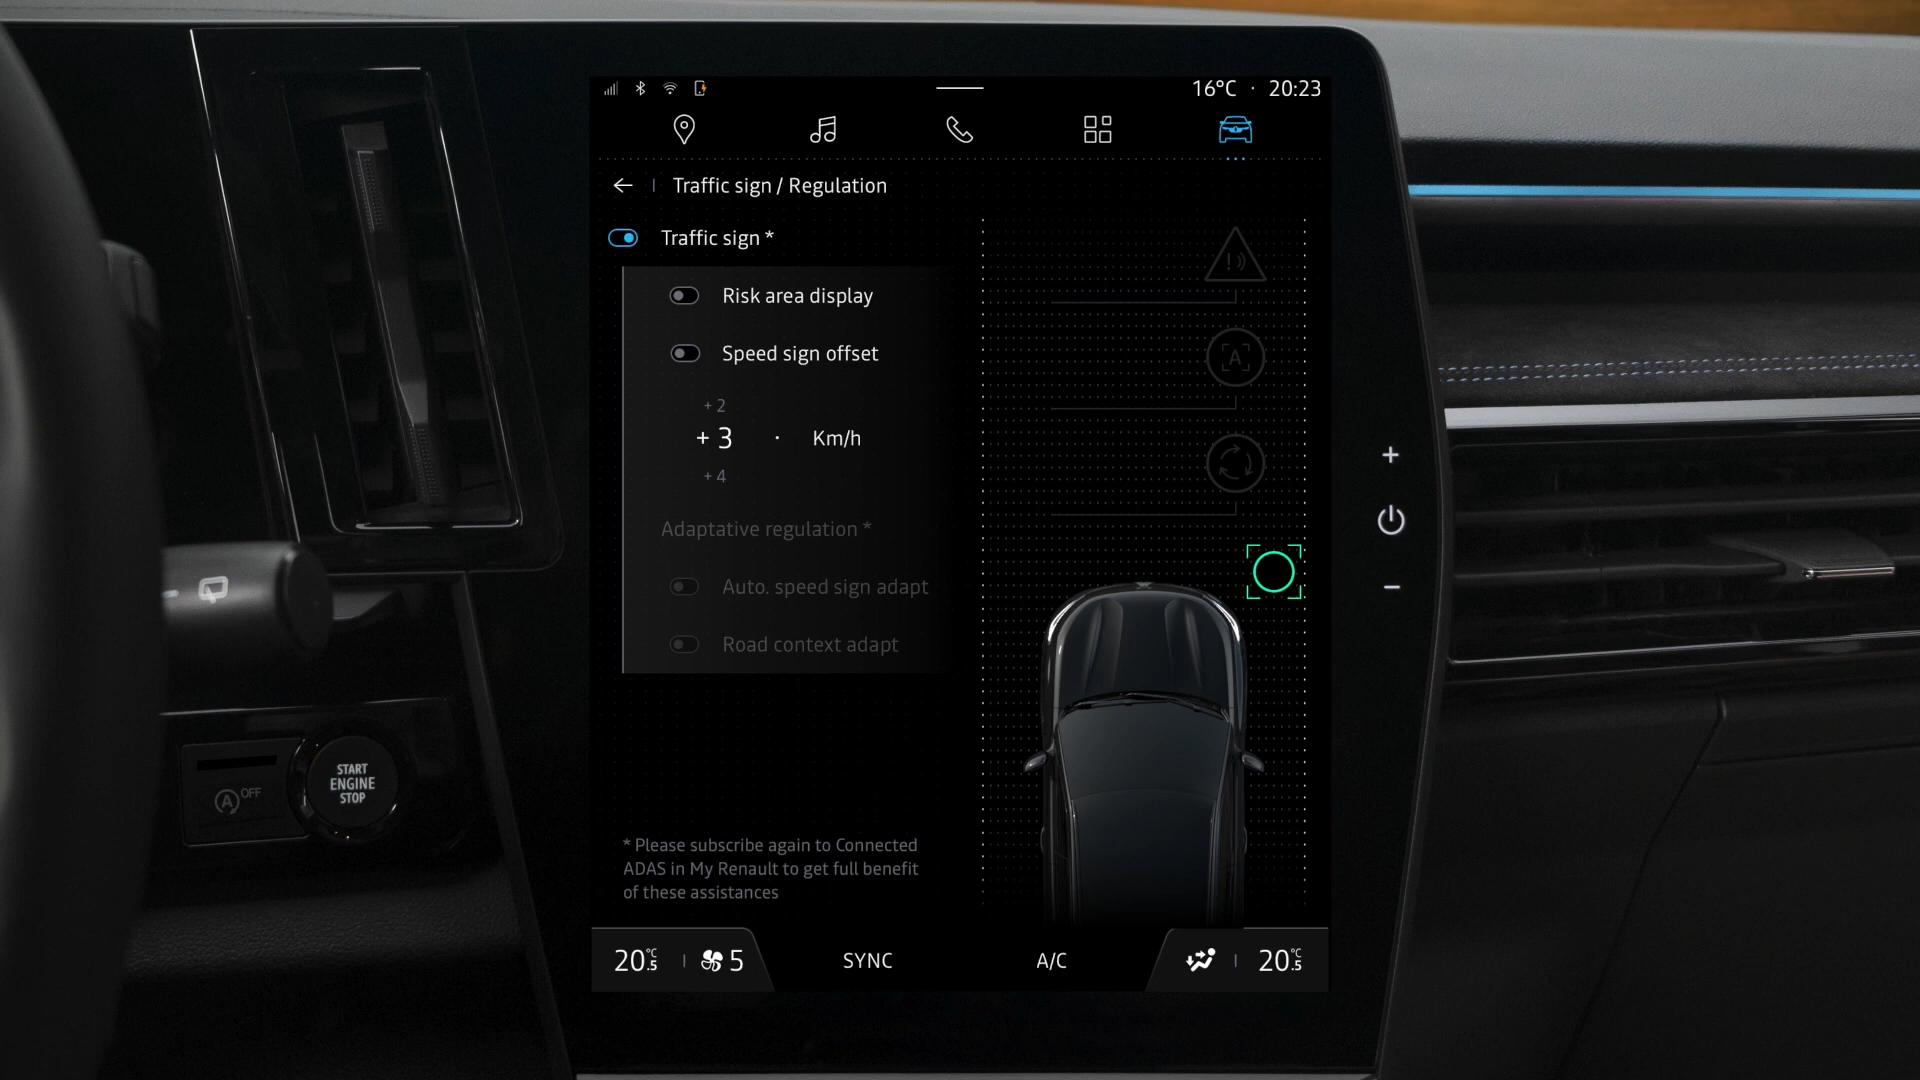 16°C · 20:23
Traffic sign / Regulation
Traffic sign *
Risk area display
Speed sign offset
+ 2
+ 3 · Km/h
+ 4
Adaptative regulation *
Auto. speed sign adapt
Road context adapt
* Please subscribe again to Connected
ADAS in My Renault to get full benefit
of these assistances
20.5°C 5 SYNC A/C 20.5°C
A
A OFF
START
ENGINE
STOP